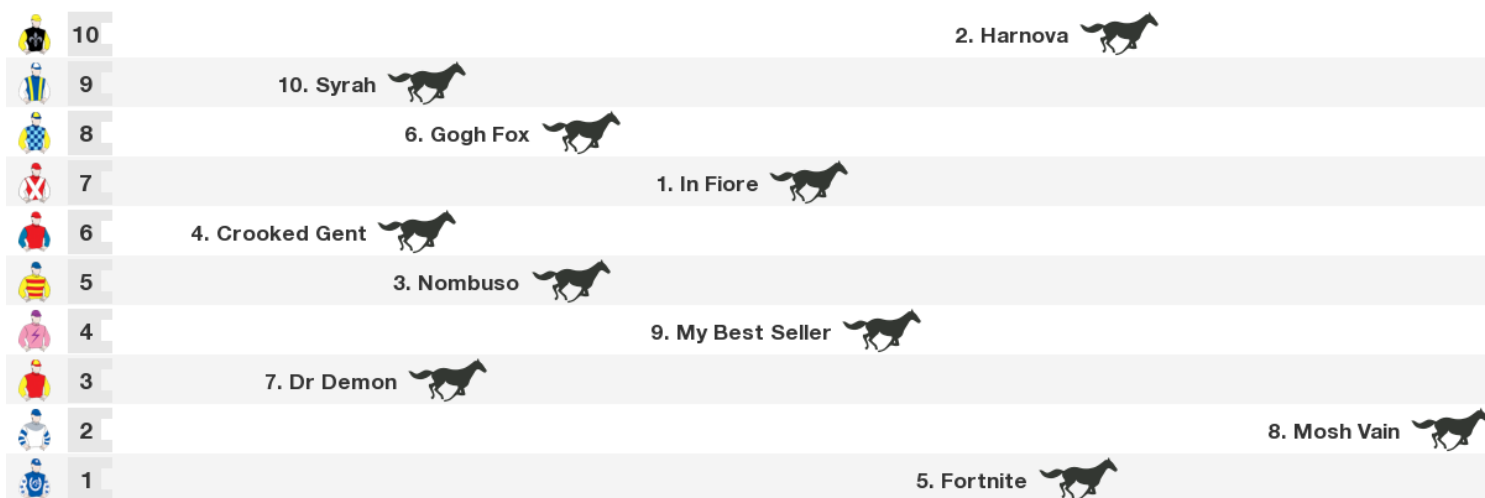 10 2. Harnova
9 10. Syrah
8 6. Gogh Fox
7 1. In Fiore
6 4. Crooked Gent
5 3. Nombuso
4 9. My Best Seller
3 7. Dr Demon
2 8. Mosh Vain
1 5. Fortnite